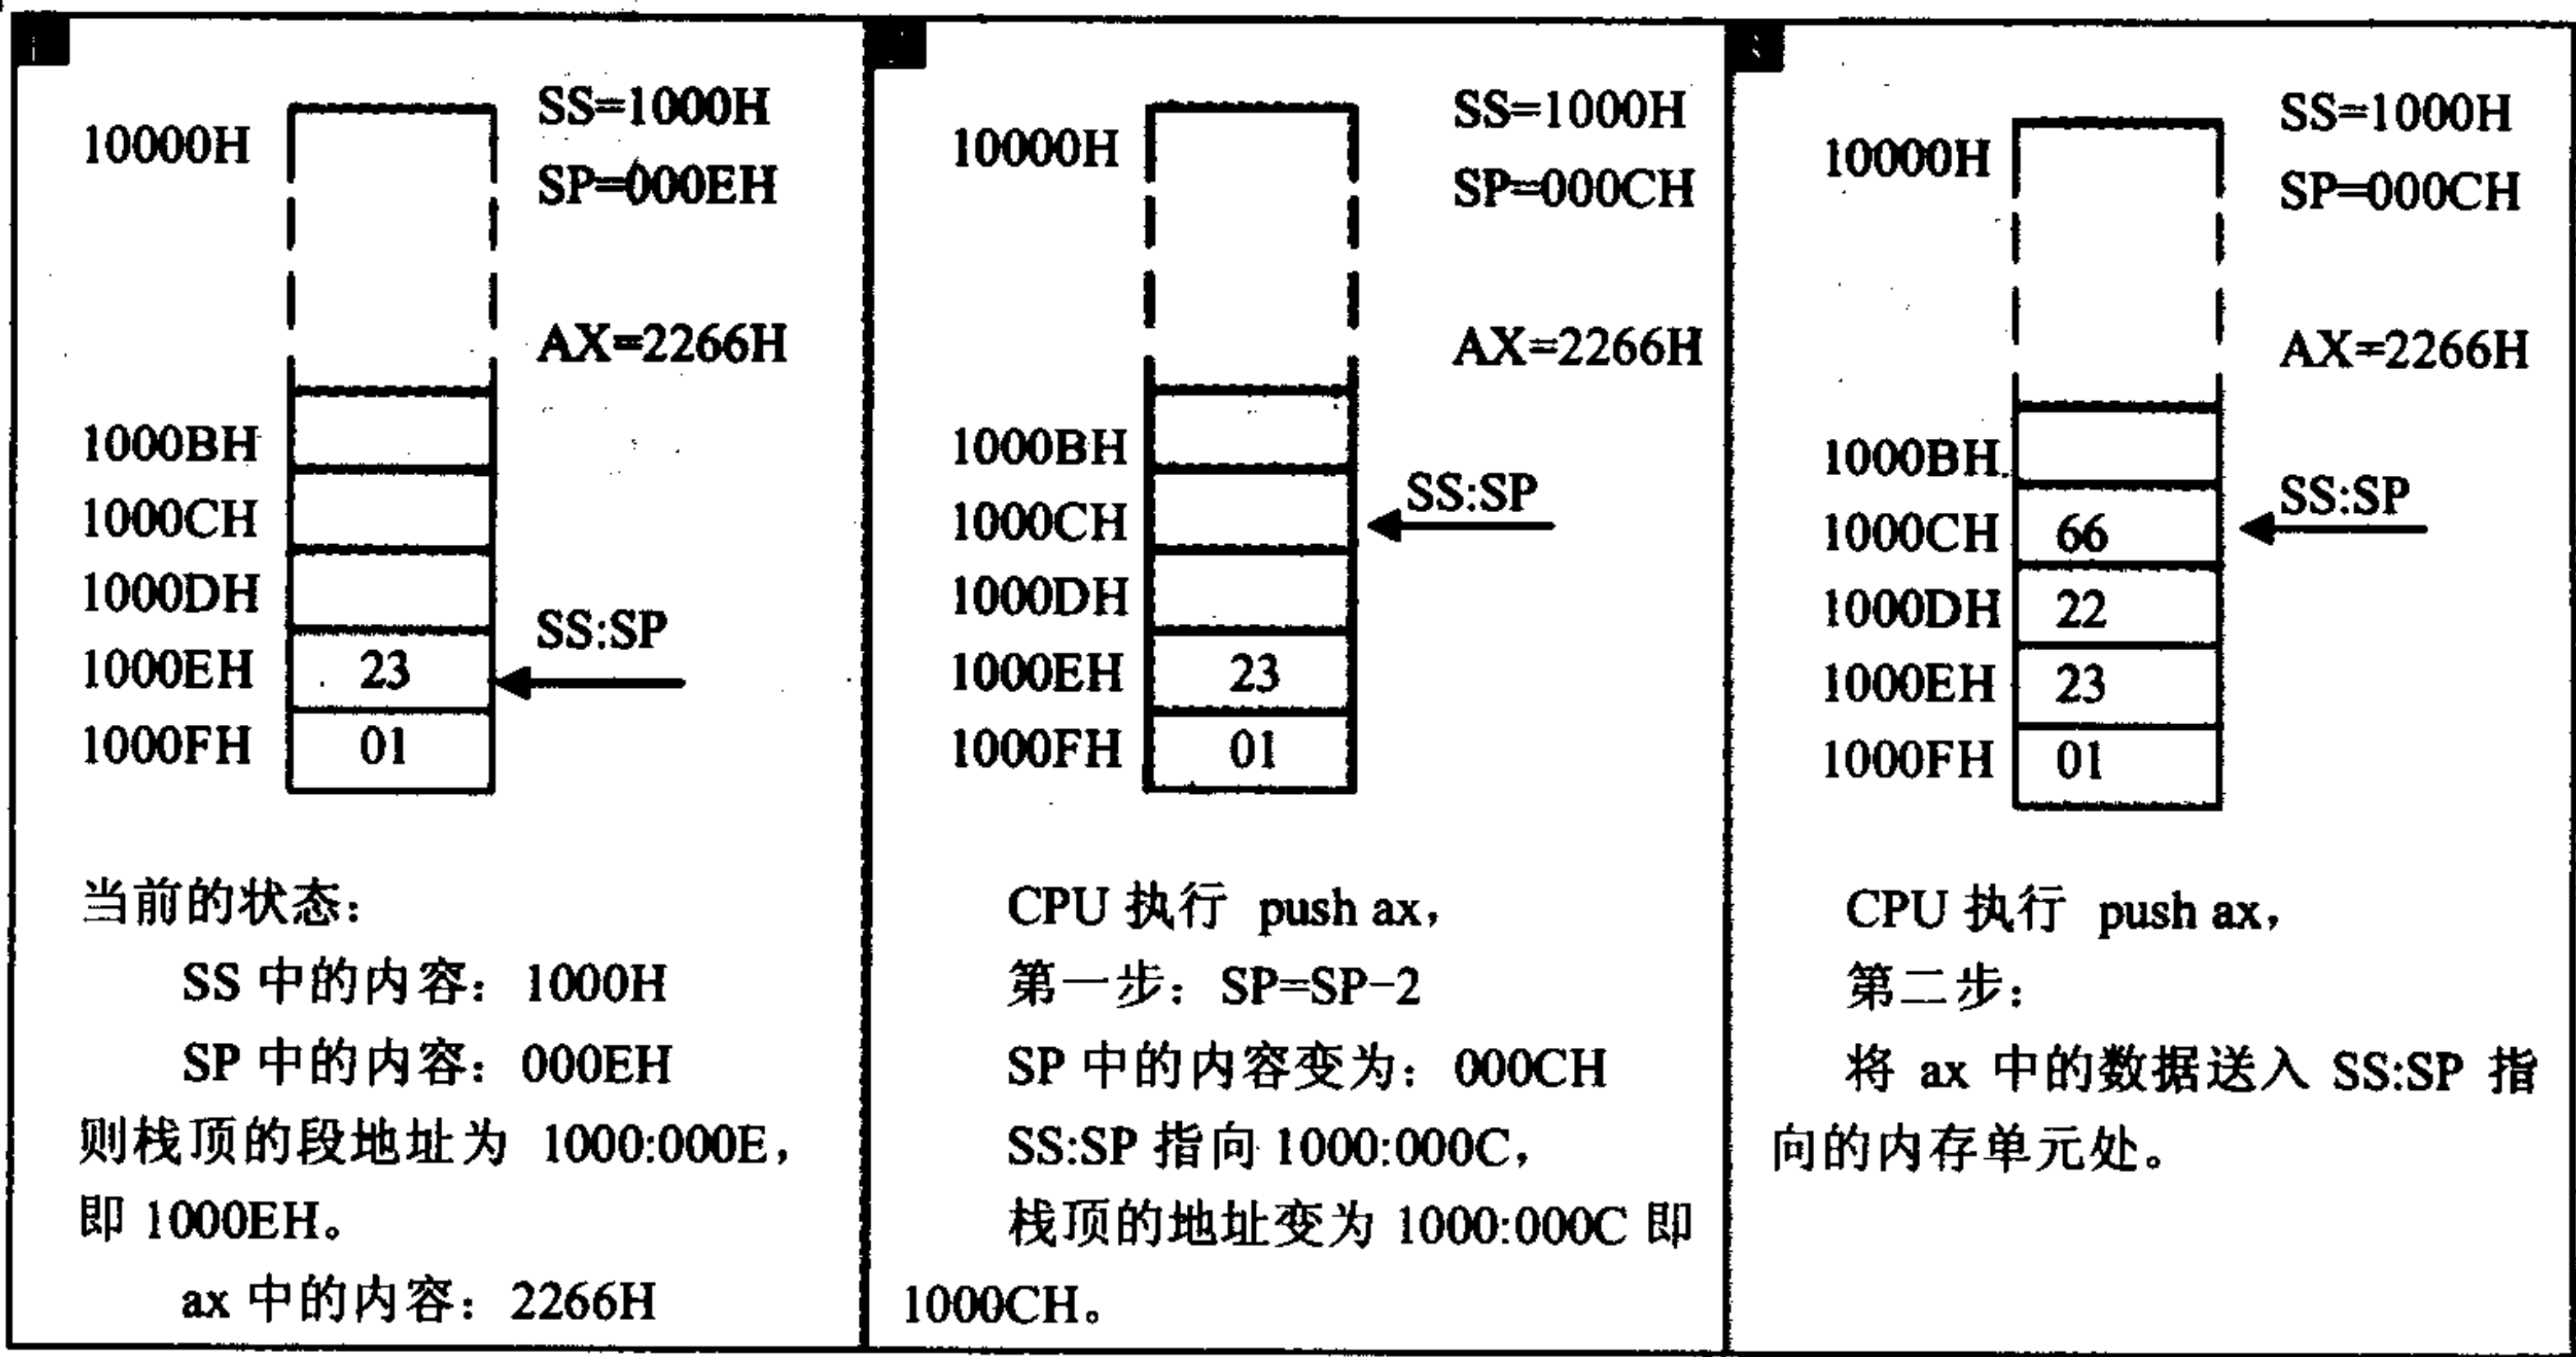 SS=1000H
10000H
SP=000EH
AX=2266H
1000BH
1000CH
1000DH
SS:SP
1000EH 23
1000FH 01
当前的状态：
SS 中的内容：1000H
SP 中的内容：000EH
则栈顶的段地址为 1000:000E，
即 1000EH。
ax 中的内容：2266H
SS=1000H
10000H
SP=000CH
AX=2266H
1000BH
SS:SP
1000CH
1000DH
1000EH 23
1000FH 01
CPU 执行 push ax，
第一步：SP=SP-2
SP 中的内容变为：000CH
SS:SP 指向 1000:000C，
栈顶的地址变为 1000:000C 即
1000CH。
SS=1000H
10000H
SP=000CH
AX=2266H
1000BH
SS:SP
1000CH 66
1000DH 22
1000EH 23
1000FH 01
CPU 执行 push ax，
第二步：
将 ax 中的数据送入 SS:SP 指
向的内存单元处。